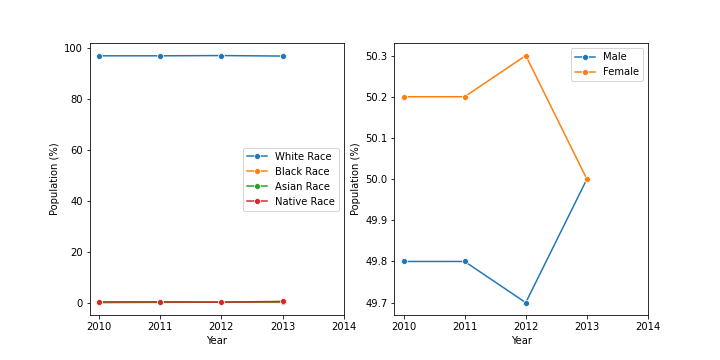 100
80
60
40
20
0
Population (%)
2010 2011 2012 2013 2014
Year
White Race
Black Race
Asian Race
Native Race
50.3
50.2
50.1
50.0
49.9
49.8
49.7
Population (%)
2010 2011 2012 2013 2014
Year
Male
Female